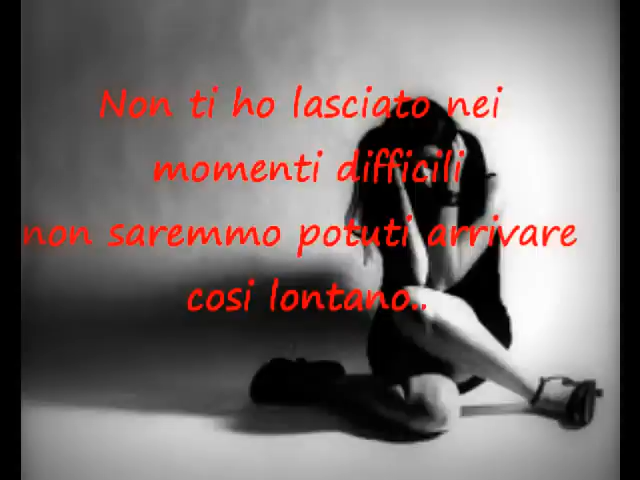 Non ti ho lasciato nei
momenti difficili
non saremmo potuti arrivare
cosi lontano..